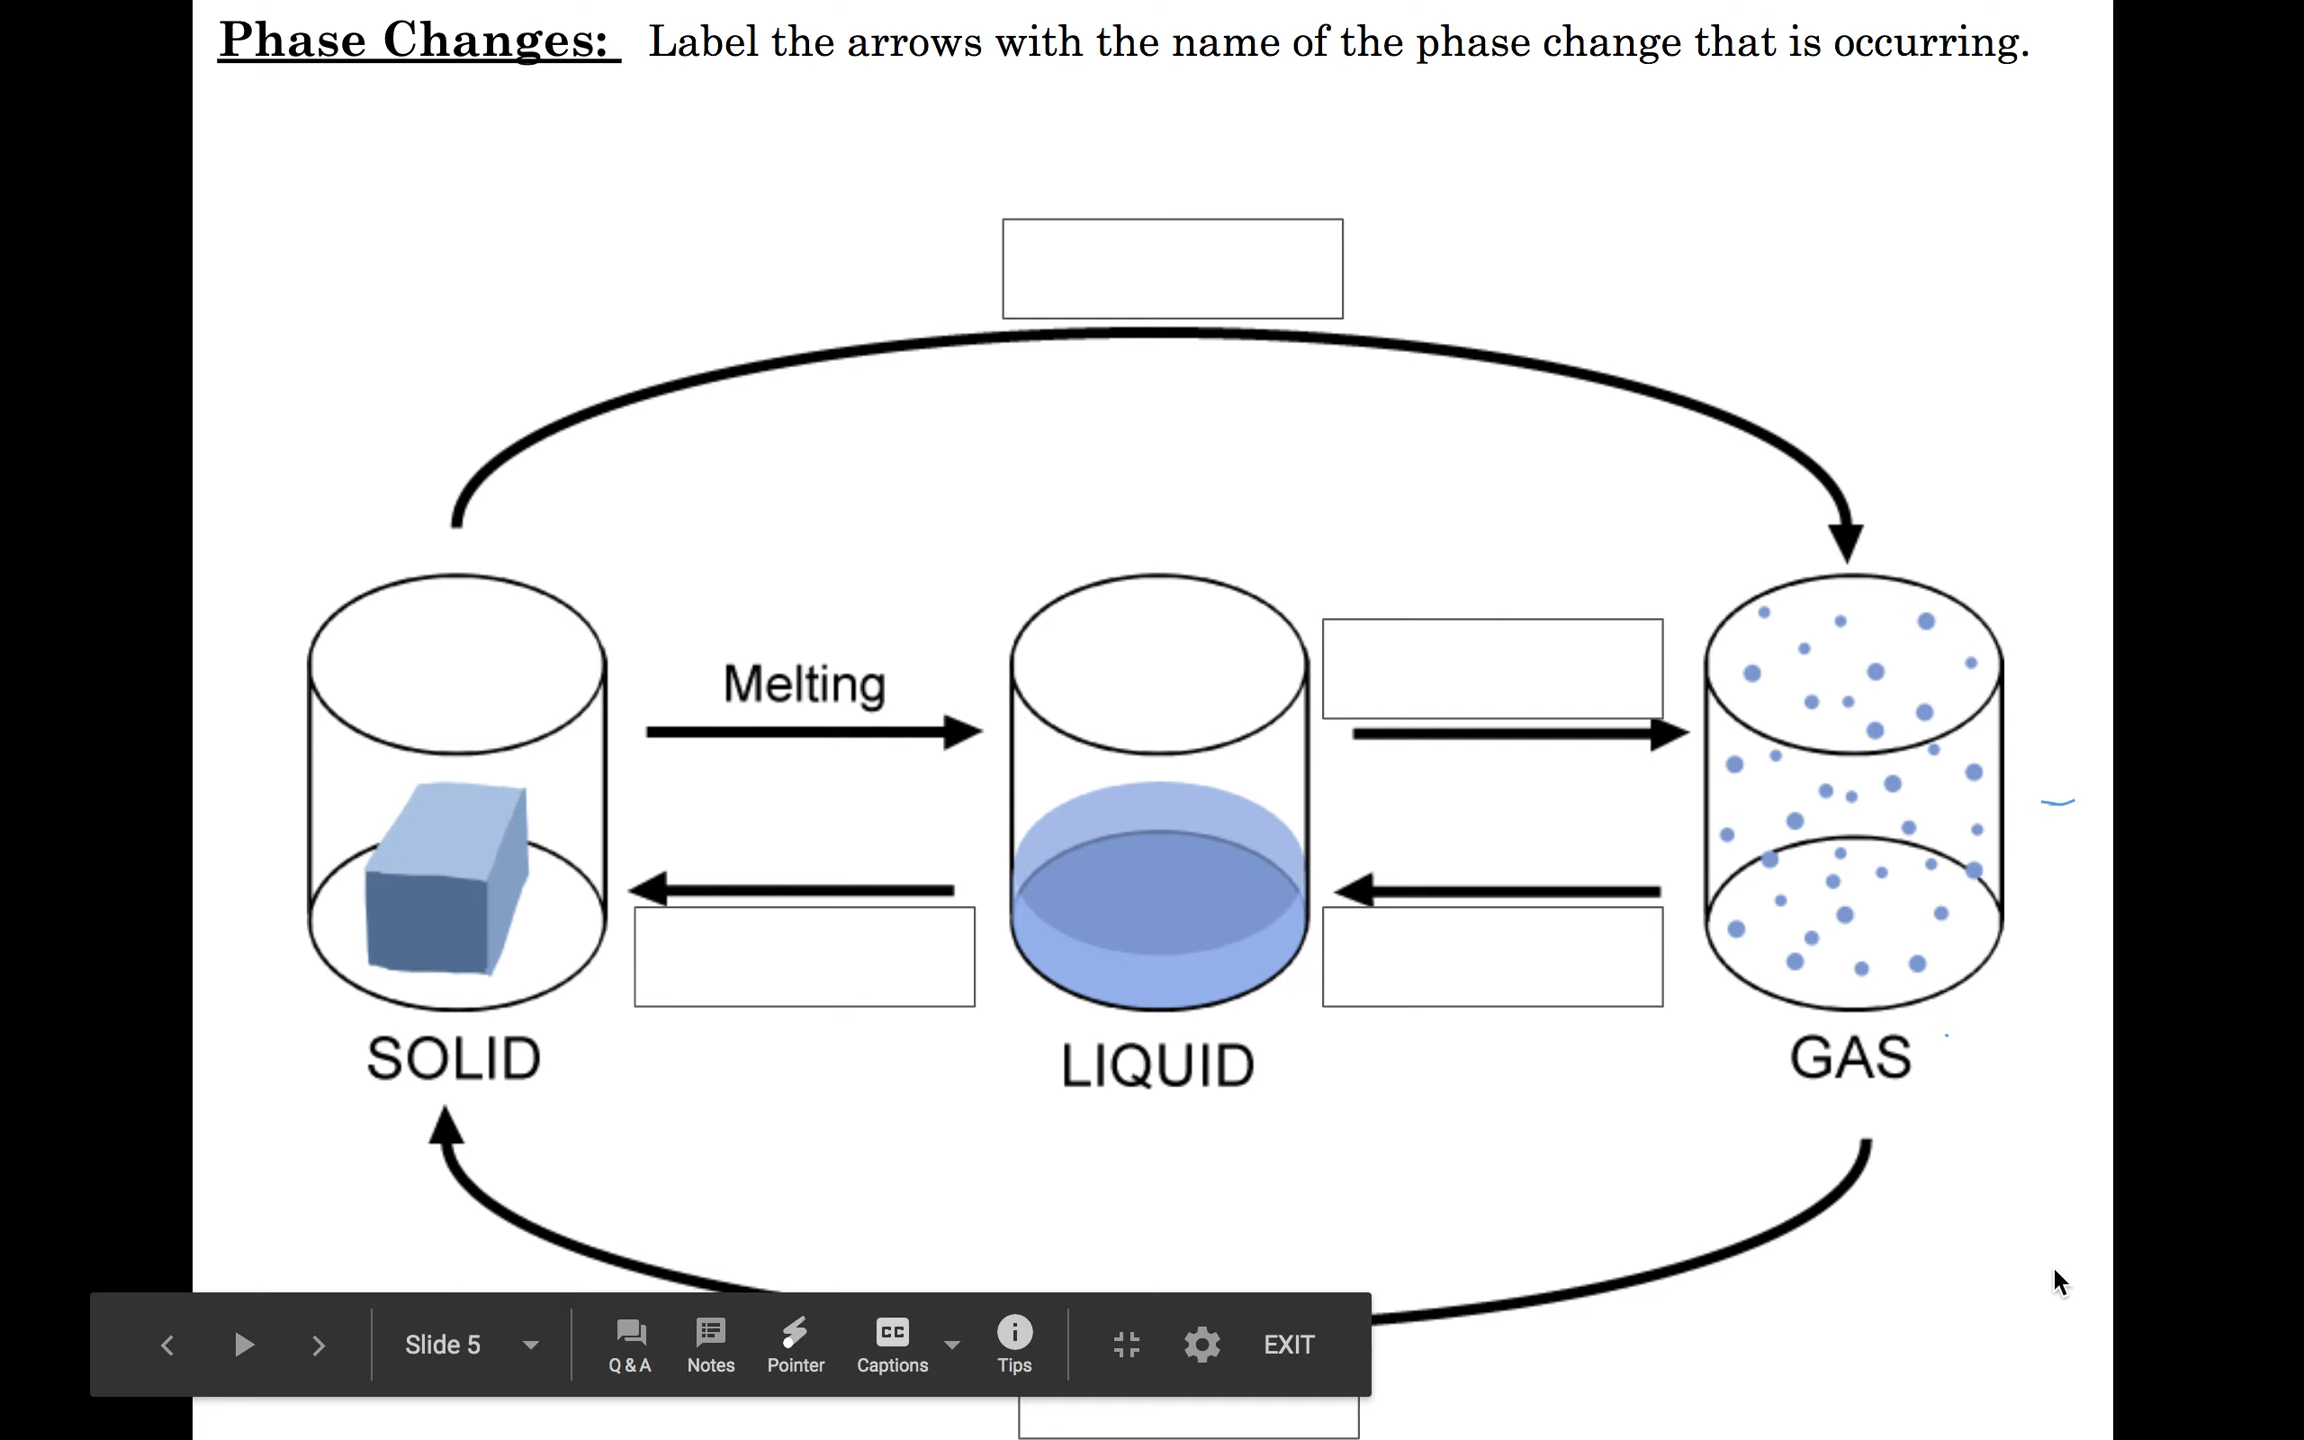 Phase Changes: Label the arrows with the name of the phase change that is occurring.
Melting
SOLID
LIQUID
GAS
Slide 5
Q & A
Notes
Pointer
CC
Captions
Tips
EXIT